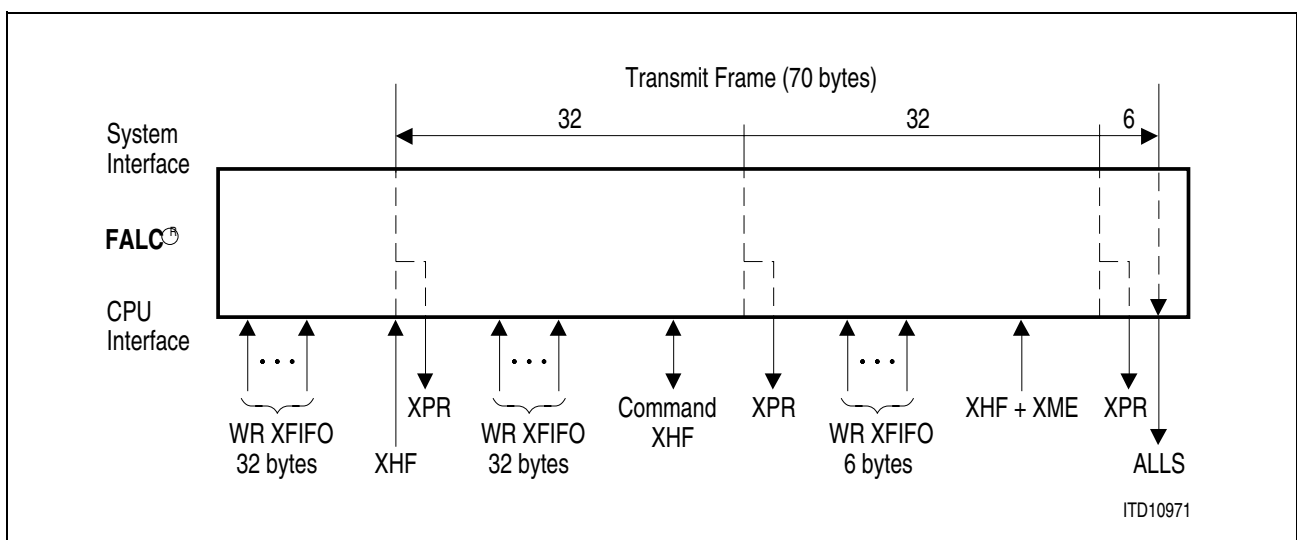 Transmit Frame (70 bytes)
32
32
6
System
Interface
FALC®
CPU
Interface
XPR
Command
XHF
XPR
XHF + XME
XPR
WR XFIFO
32 bytes
XHF
WR XFIFO
32 bytes
WR XFIFO
6 bytes
ALLS
ITD10971